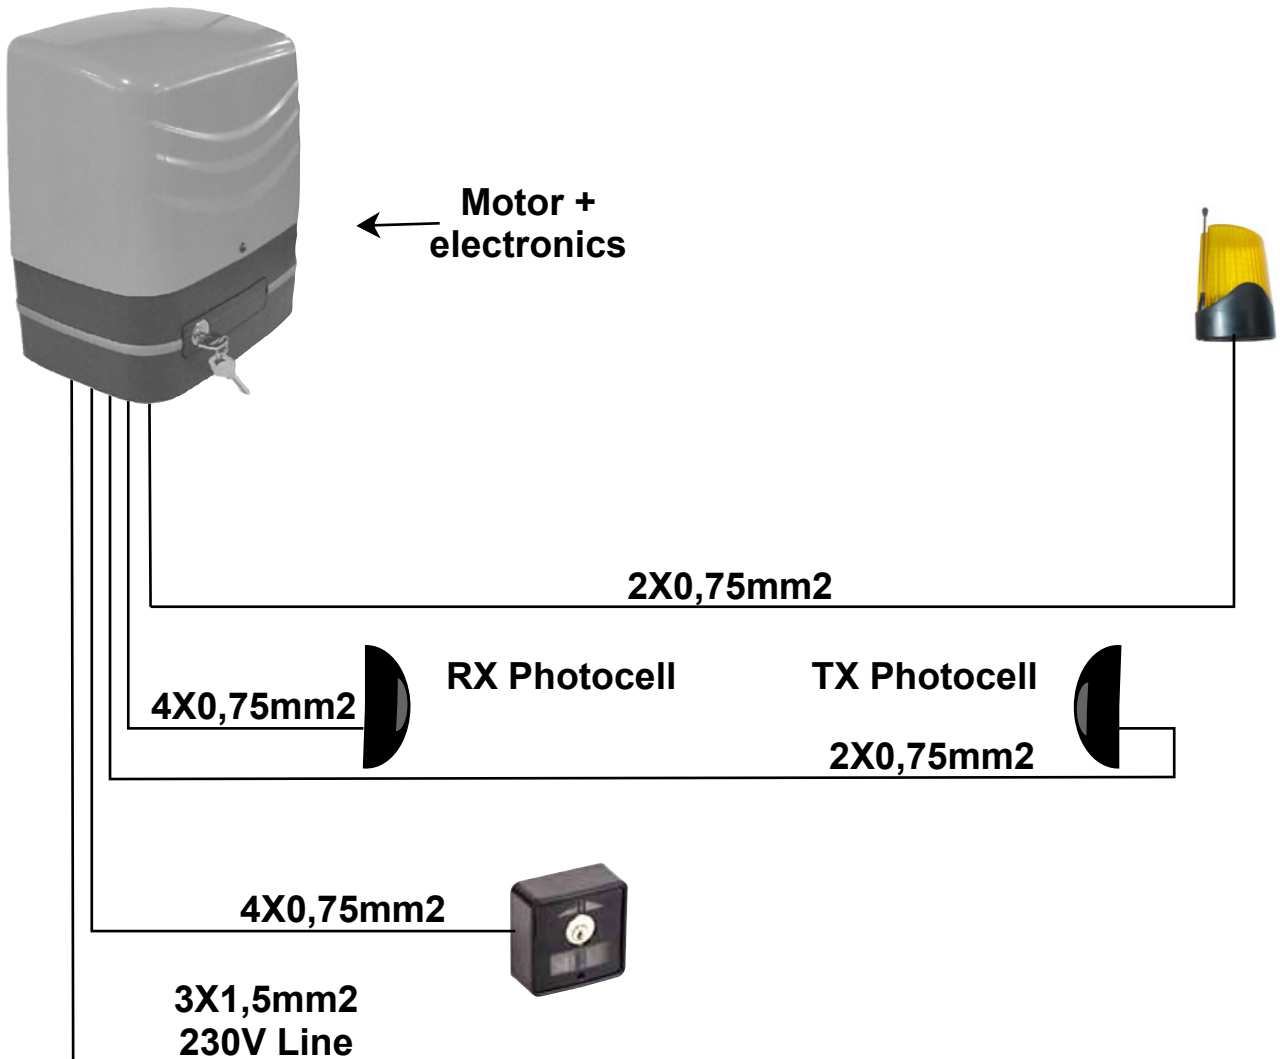 Motor +
electronics
2X0,75mm2
RX Photocell
TX Photocell
4X0,75mm2
2X0,75mm2
4X0,75mm2
3X1,5mm2
230V Line